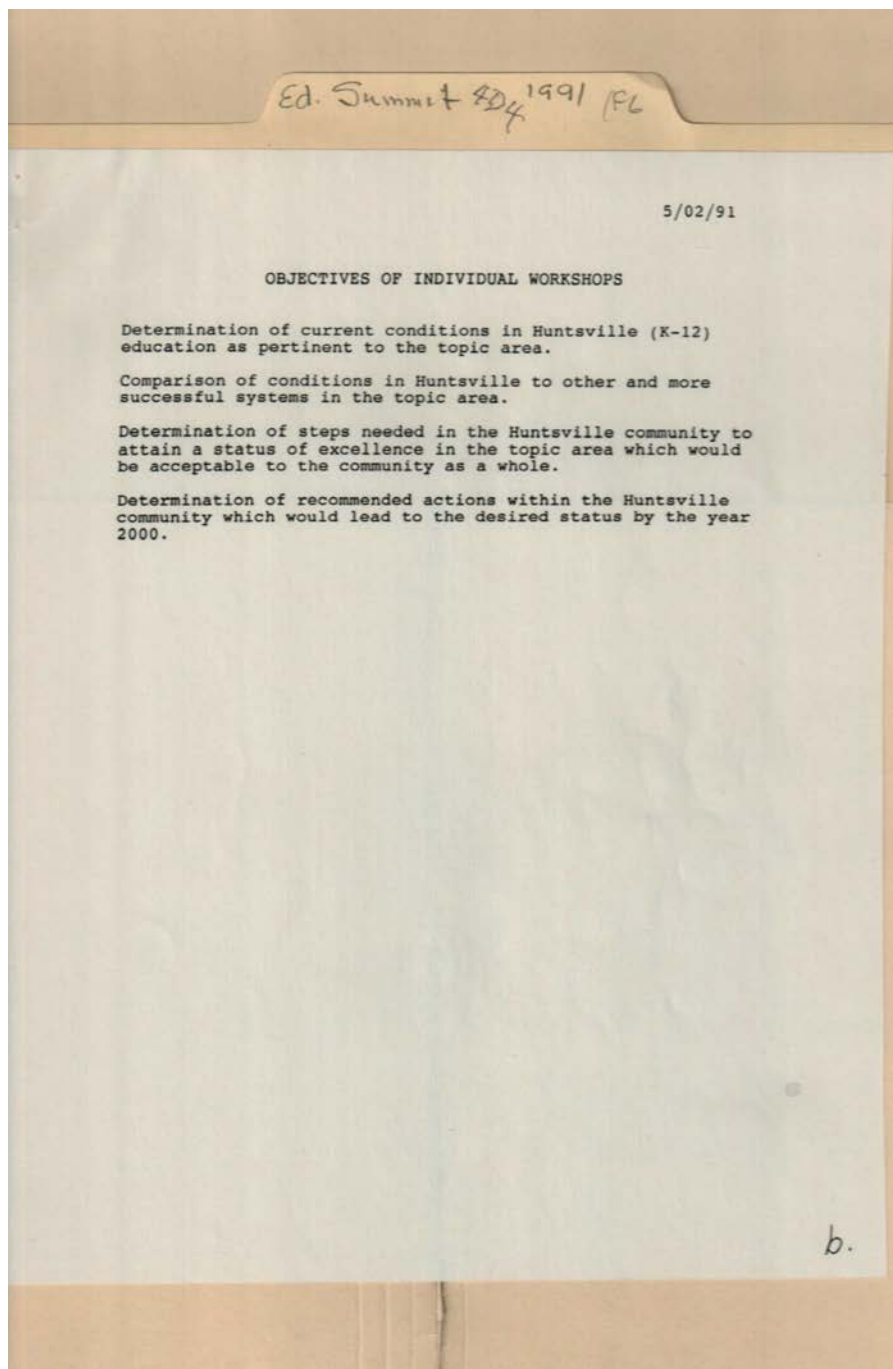 Ed. Summit 1991
5/02/91
OBJECTIVES OF INDIVIDUAL WORKSHOPS
Determination of current conditions in Huntsville (K-12)
education as pertinent to the topic area.
Comparison of conditions in Huntsville to other and more
successful systems in the topic area.
Determination of steps needed in the Huntsville community to
attain a status of excellence in the topic area which would
be acceptable to the community as a whole.
Determination of recommended actions within the Huntsville
community which would lead to the desired status by the year
2000.
b.